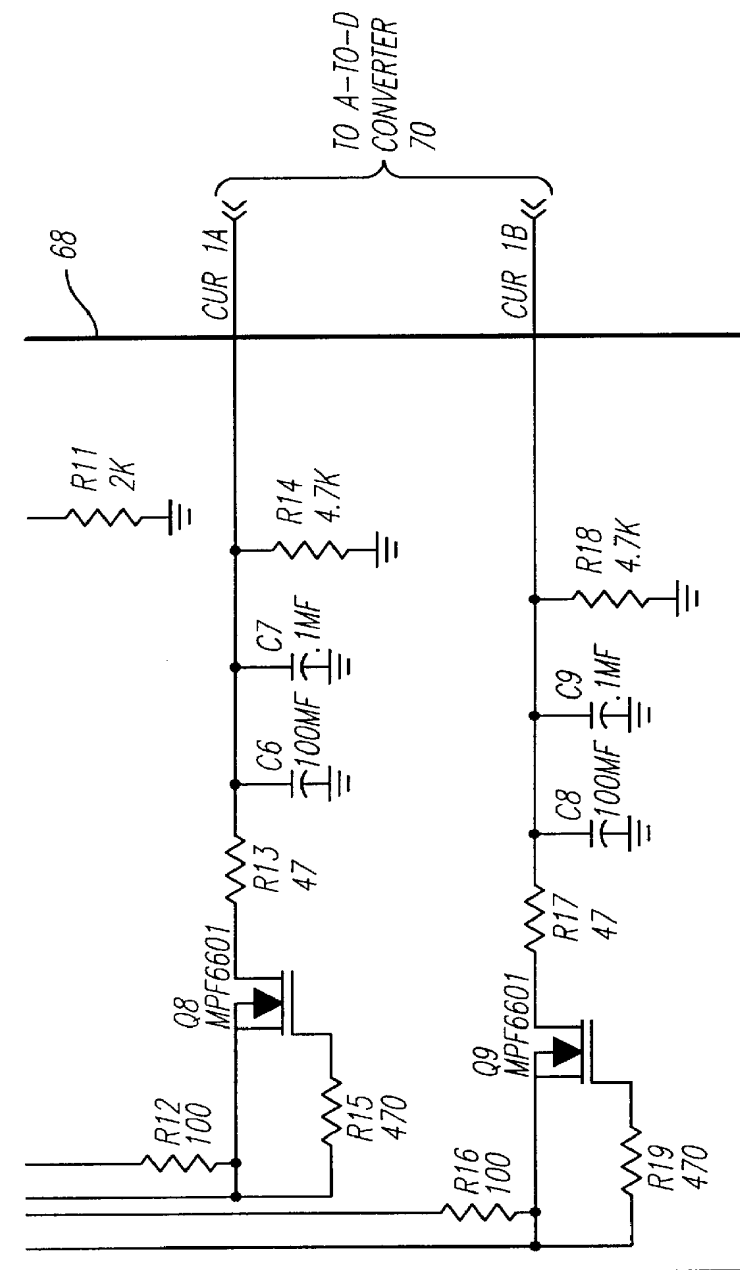 TO A-TO-D
CONVERTER
70
68
CUR 1A
CUR 1B
R11
2K
R14
4.7K
C7
.1MF
C6
100MF
R13
47
Q8
MPF6601
R12
100
R15
470
R18
4.7K
C9
.1MF
C8
100MF
R17
47
Q9
MPF6601
R16
100
R19
470